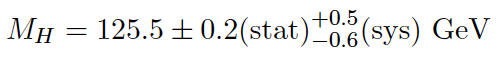 M_H = 125.5 ± 0.2(stat)^{+0.5}_{−0.6}(sys) GeV